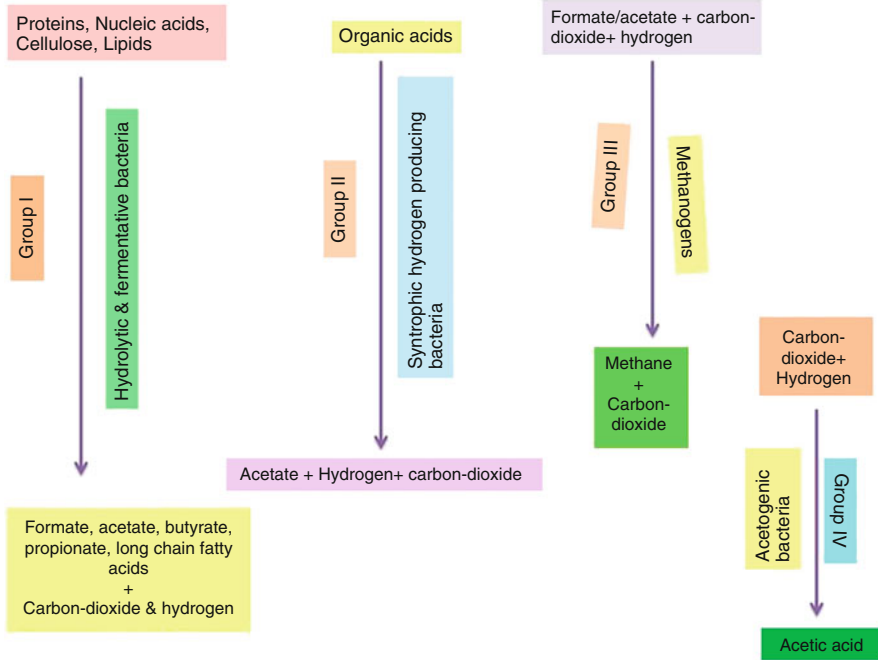 Proteins, Nucleic acids,
Cellulose, Lipids
Group I
Hydrolytic & fermentative bacteria
Formate, acetate, butyrate,
propionate, long chain fatty
acids
+
Carbon-dioxide & hydrogen
Organic acids
Group II
Syntrophic hydrogen producing
bacteria
Acetate + Hydrogen+ carbon-dioxide
Formate/acetate + carbon-
dioxide+ hydrogen
Group III
Methanogens
Methane
+
Carbon-
dioxide
Carbon-
dioxide+
Hydrogen
Acetogenic
bacteria
Group IV
Acetic acid